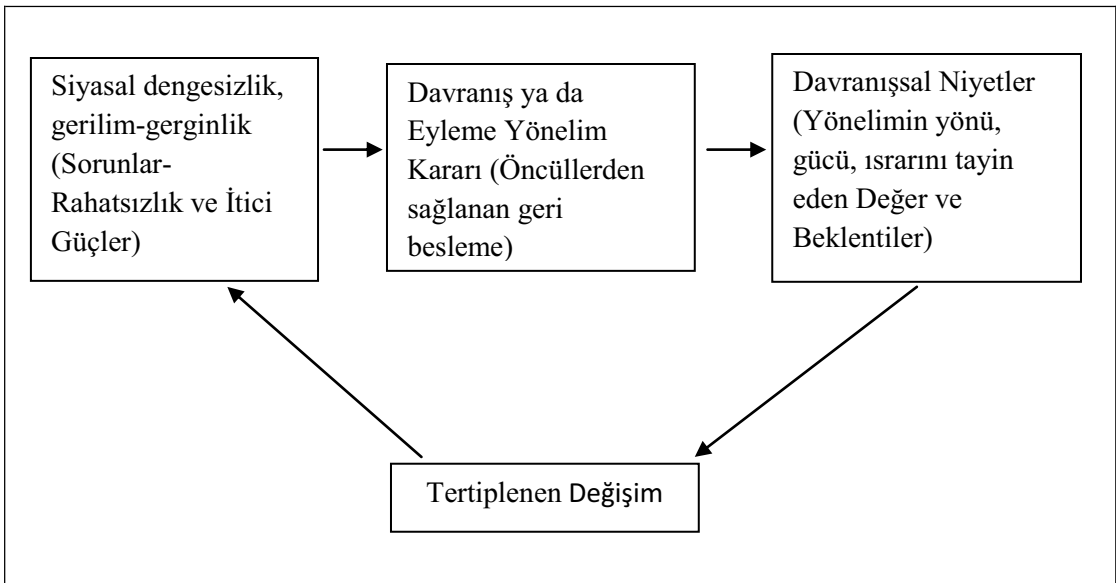 Siyasal dengesizlik,
gerilim-gerginlik
(Sorunlar-
Rahatsızlık ve İtici
Güçler)
Davranış ya da
Eyleme Yönelim
Kararı (Öncüllerden
sağlanan geri
besleme)
Davranışsal Niyetler
(Yönelimin yönü,
gücü, ısrarını tayin
eden Değer ve
Beklentiler)
Tertiplenen Değişim